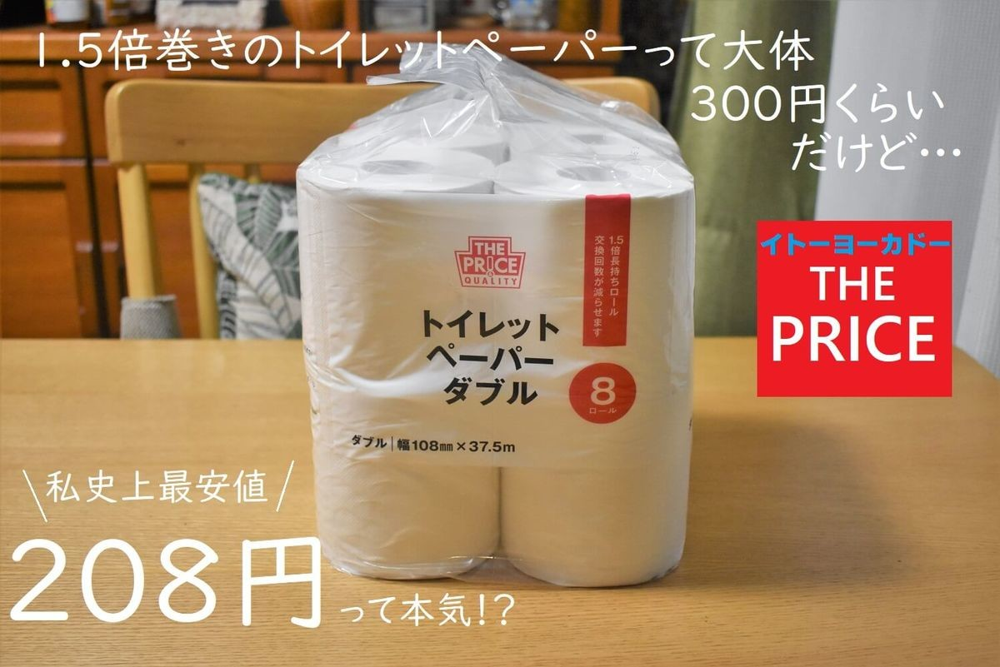 1.5倍巻きのトイレットペーパーって大体
300円くらい
だけど…
イトーヨーカドー
THE
PRICE
THE
PRICE
&
QUALITY
1.5倍長持ちロール
交換回数が減らせます
トイレット
ペーパー
ダブル
8
ロール
ダブル|幅108mm×37.5m
\私史上最安値/
208円って本気!?